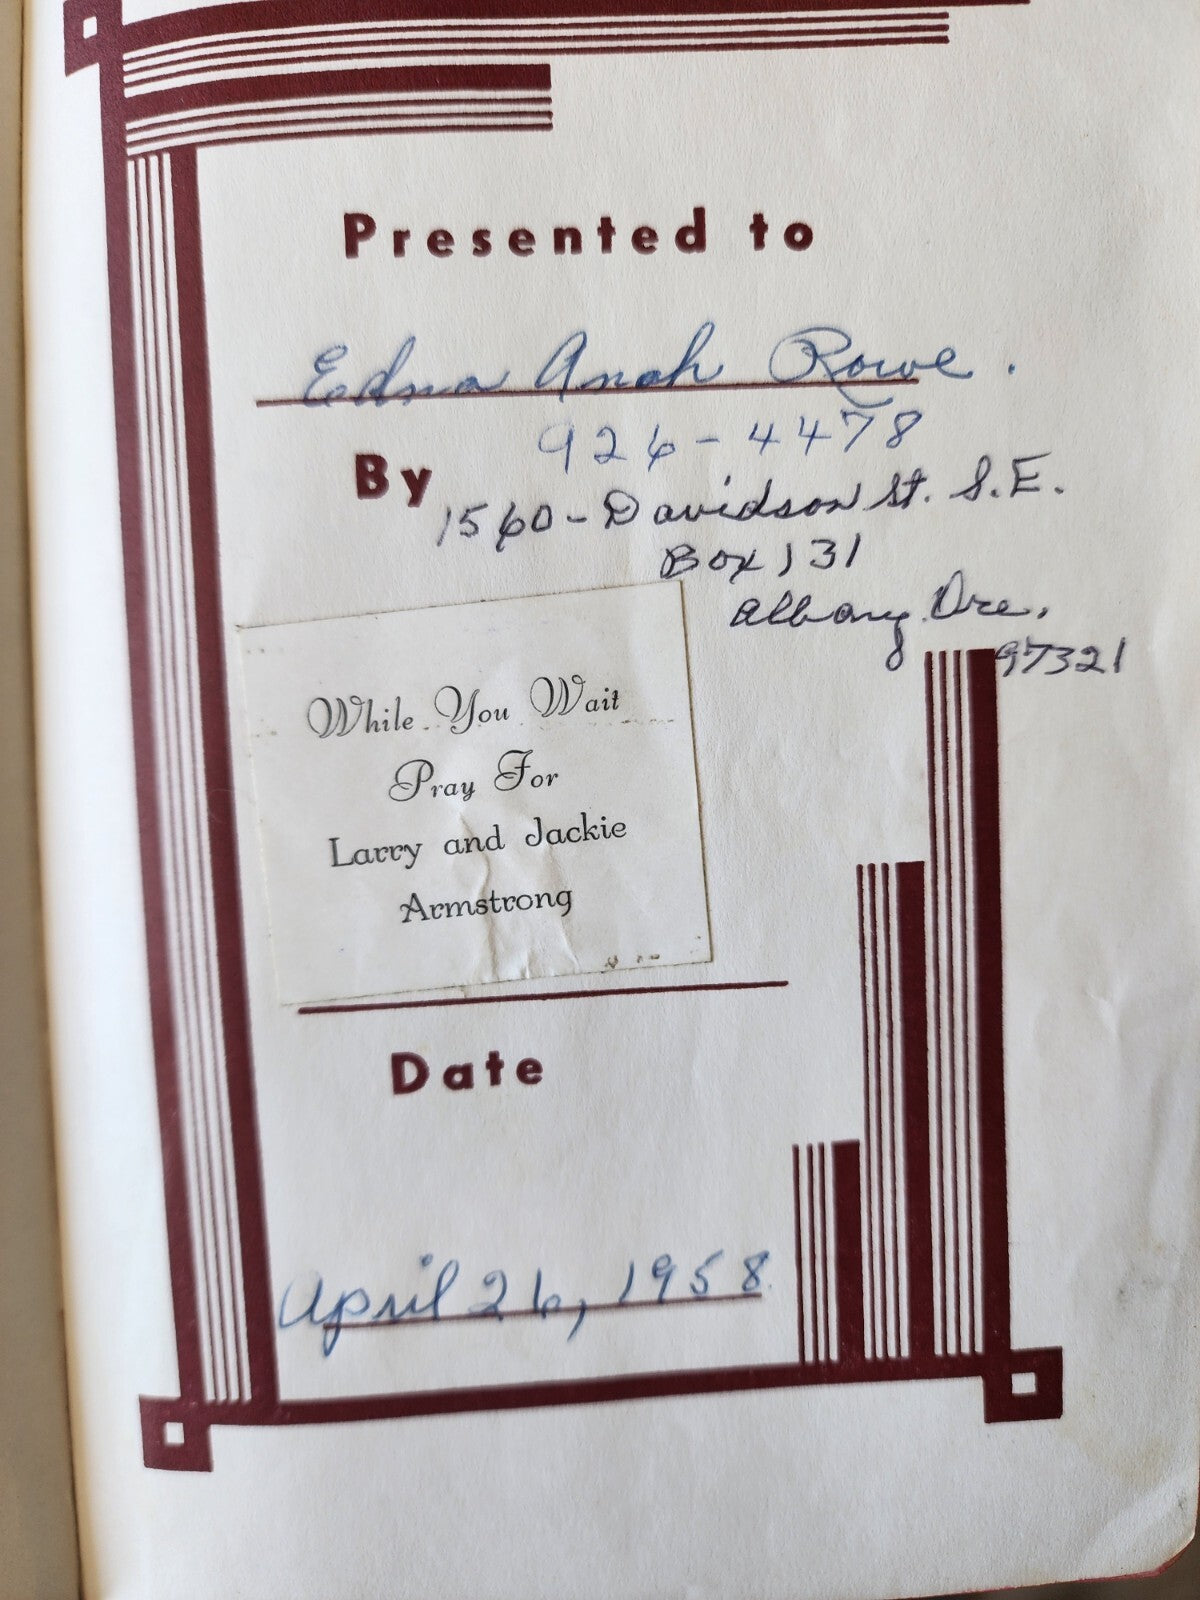 Presented to
Edna Anah Rowe.
926-4478
By
1560-Davidson St. S.E.
Box 131
Albany Ore.
97321
While You Wait
Pray For
Larry and Jackie
Armstrong
Date
April 26, 1958